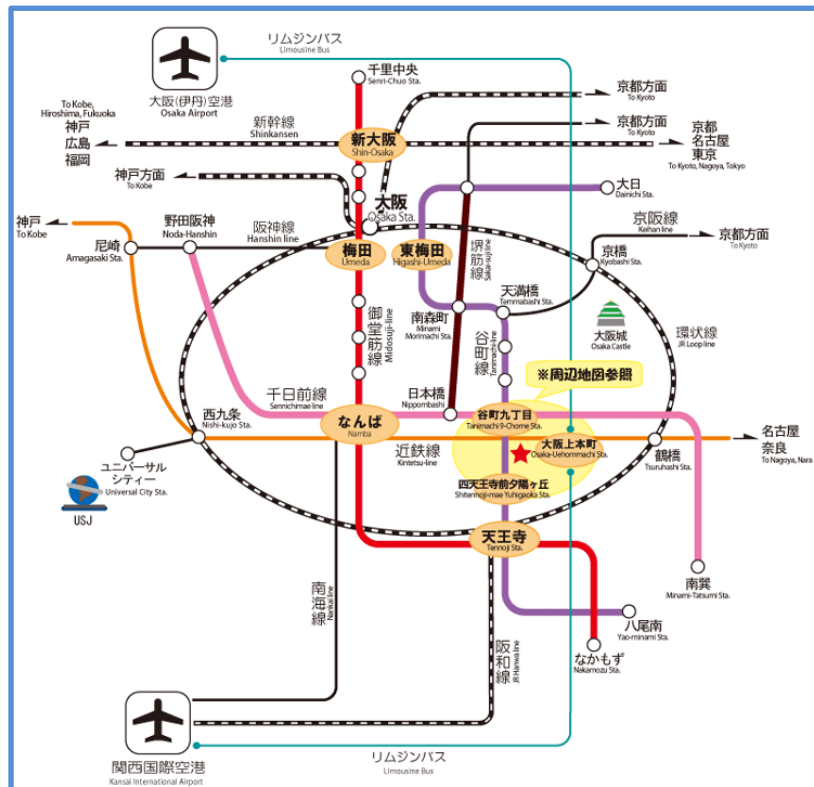 リムジンバス
Limousine Bus
大阪(伊丹)空港
Osaka Airport
千里中央
Senri-Chuo Sta.
京都方面
To Kyoto
To Kobe,
Hiroshima, Fukuoka
神戸
広島
福岡
新幹線
Shinkansen
新大阪
Shin-Osaka
京都方面
To Kyoto
京都
名古屋
東京
To Kyoto, Nagoya, Tokyo
神戸方面
To Kobe
大阪
Osaka Sta.
大日
Dainichi Sta.
神戸
To Kobe
尼崎
Amagasaki Sta.
野田阪神
Noda-Hanshin
阪神線
Hanshin line
梅田
Umeda
東梅田
Higashi-Umeda
堺筋線
Sakai-suji-line
京阪線
Keihan line
京都方面
To Kyoto
京橋
Kyobashi Sta.
天満橋
Temmabashi Sta.
大阪城
Osaka Castle
環状線
JR Loop line
御堂筋線
Midosuji-line
南森町
Minami
Morimachi Sta.
谷町線
Tanimachi-line
※周辺地図参照
千日前線
Sennichimae line
日本橋
Nippombashi
なんば
Namba
谷町九丁目
Tanimachi 9-Chome Sta.
西九条
Nishi-kujo Sta.
近鉄線
Kintetsu-line
大阪上本町
Osaka-Uehommachi Sta.
鶴橋
Tsuruhashi Sta.
名古屋
奈良
To Nagoya, Nara
ユニバーサル
シティー
Universal City Sta.
USJ
四天王寺前夕陽ヶ丘
Shitennoji-mae Yuhigaoka Sta.
天王寺
Tennoji Sta.
南海線
Nankai line
阪和線
JR Hanwa line
南巽
Minami-Tatsumi Sta.
八尾南
Yao-minami Sta.
なかもず
Nakamozu Sta.
関西国際空港
Kansai International Airport
リムジンバス
Limousine Bus